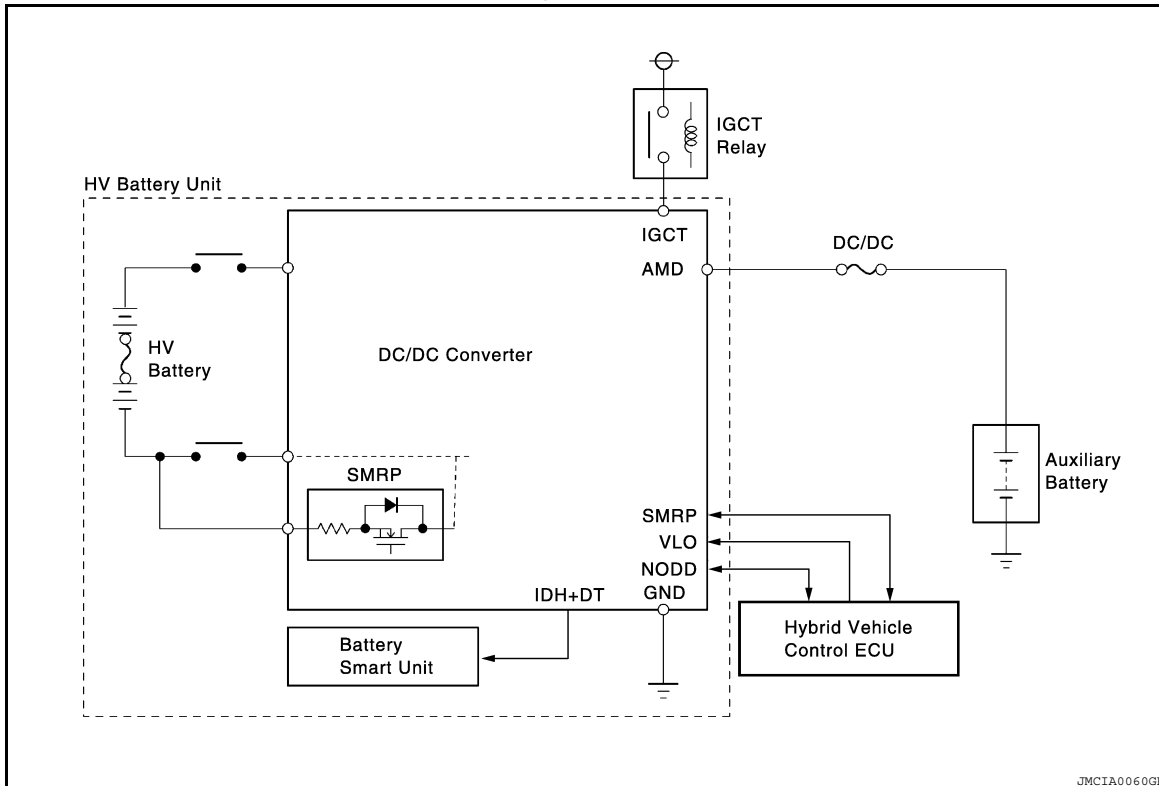 IGCT
Relay
HV Battery Unit
IGCT
DC/DC
AMD
HV
Battery
DC/DC Converter
Auxiliary
Battery
SMRP
SMRP
VLO
NODD
IDH+DT
GND
Battery
Smart Unit
Hybrid Vehicle
Control ECU